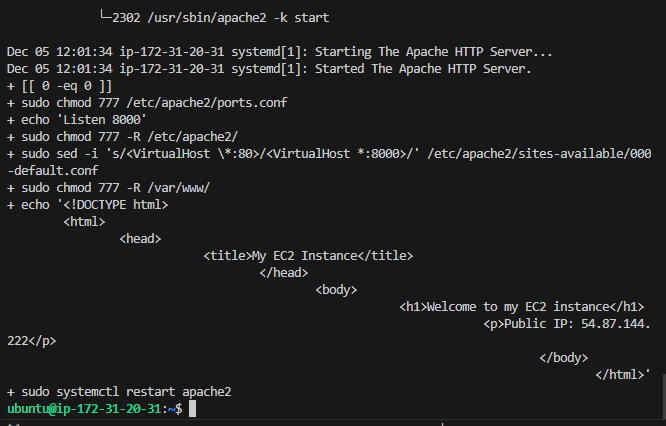 └─2302 /usr/sbin/apache2 -k start
Dec 05 12:01:34 ip-172-31-20-31 systemd[1]: Starting The Apache HTTP Server...
Dec 05 12:01:34 ip-172-31-20-31 systemd[1]: Started The Apache HTTP Server.
+ [[ 0 -eq 0 ]]
+ sudo chmod 777 /etc/apache2/ports.conf
+ echo 'Listen 8000'
+ sudo chmod 777 -R /etc/apache2/
+ sudo sed -i 's/<VirtualHost \*:80>/<VirtualHost *:8000>/' /etc/apache2/sites-available/000
-default.conf
+ sudo chmod 777 -R /var/www/
+ echo '<!DOCTYPE html>
<html>
<head>
<title>My EC2 Instance</title>
</head>
<body>
<h1>Welcome to my EC2 instance</h1>
<p>Public IP: 54.87.144.
222</p>
</body>
</html>'
+ sudo systemctl restart apache2
ubuntu@ip-172-31-20-31:~$